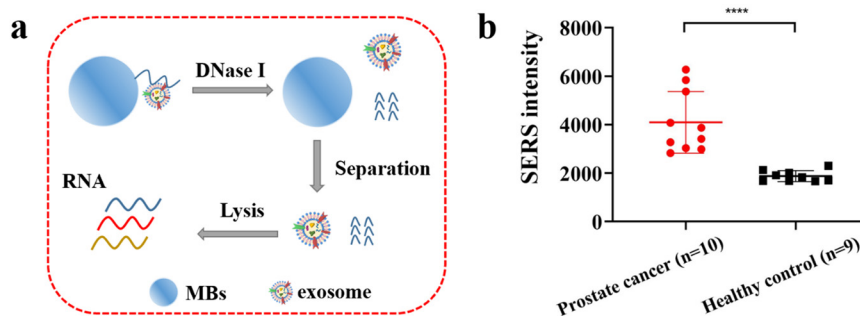 a
DNase I
Separation
RNA
Lysis
MBs
exosome
b
****
SERS intensity
8000
6000
4000
2000
0
Prostate cancer (n=10)
Healthy control (n=9)